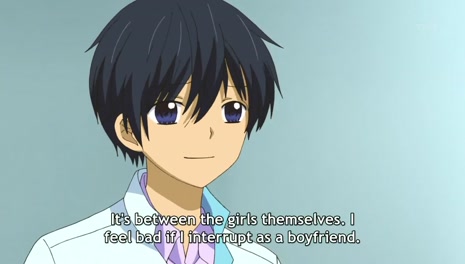 It's between the girls themselves. I
feel bad if I interrupt as a boyfriend.